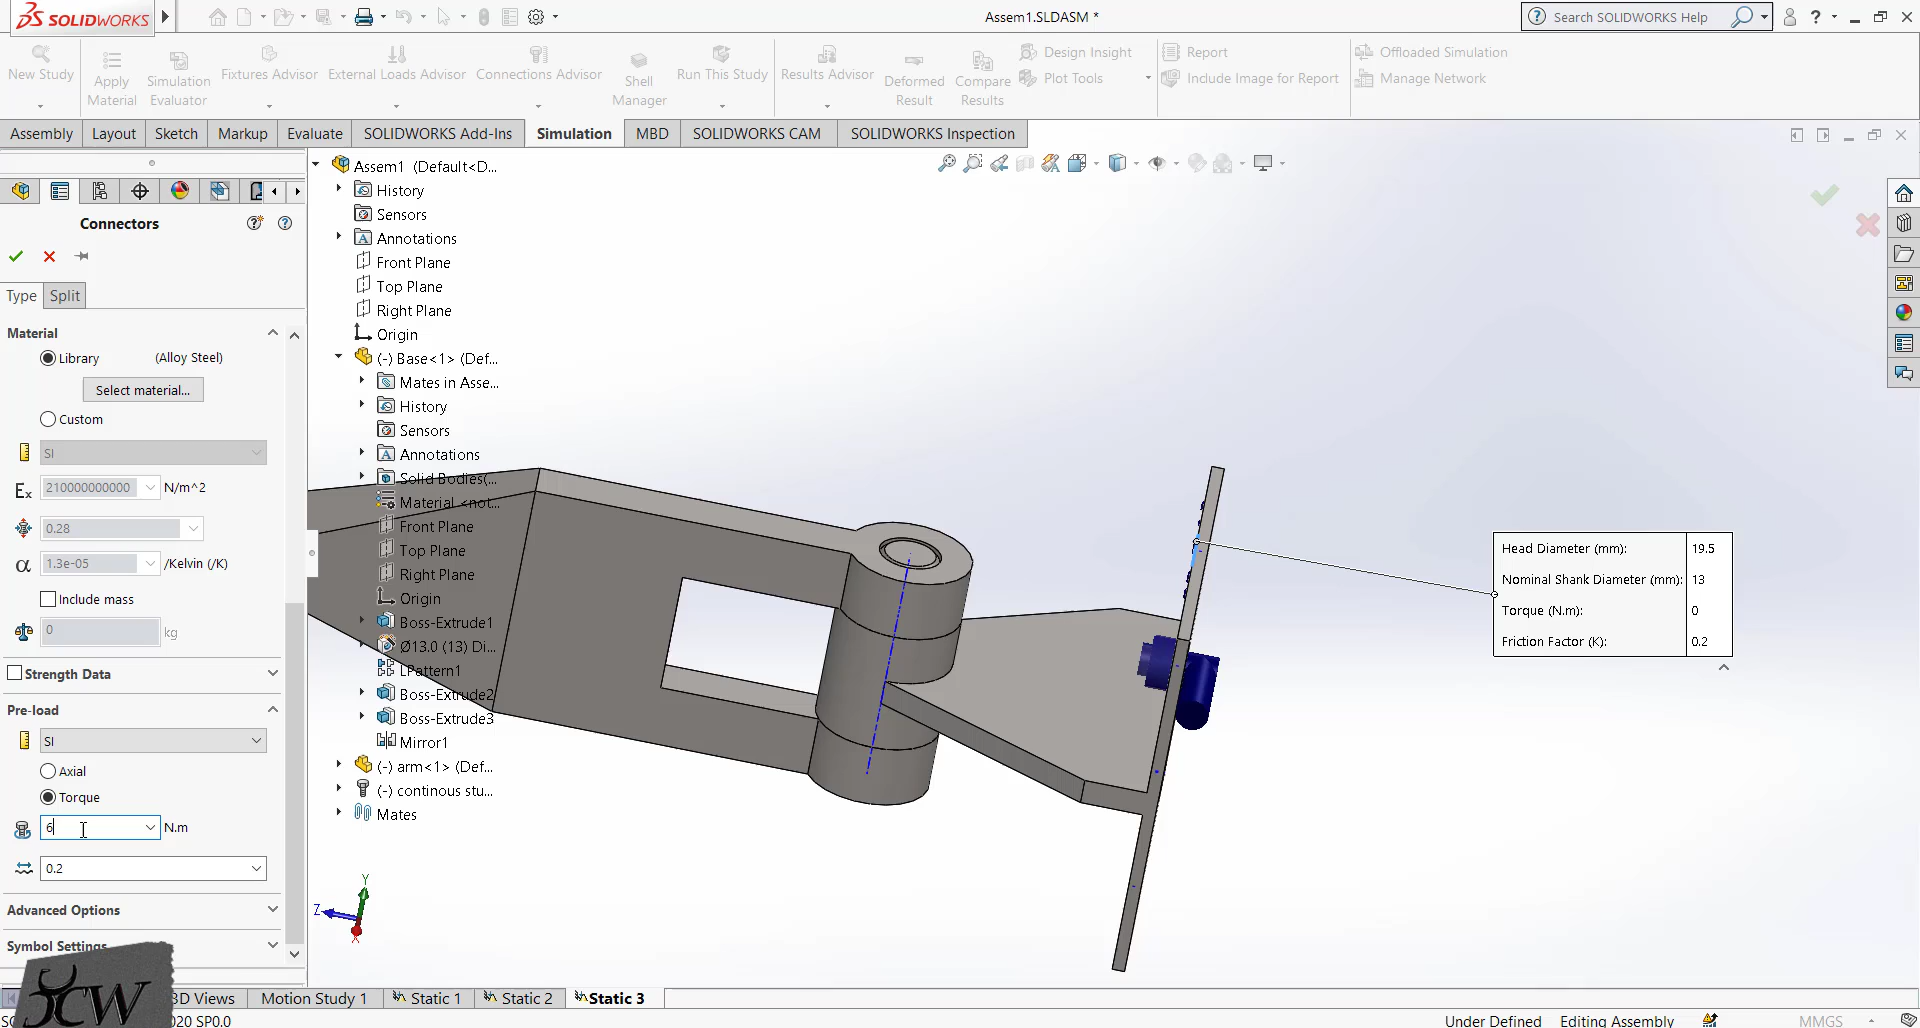 SOLIDWORKS
Assem1.SLDASM *
Search SOLIDWORKS Help
New Study
Apply Material
Simulation Evaluator
Fixtures Advisor
External Loads Advisor
Connections Advisor
Shell Manager
Run This Study
Results Advisor
Deformed Result
Compare Results
Design Insight
Plot Tools
Report
Include Image for Report
Offloaded Simulation
Manage Network
Assembly
Layout
Sketch
Markup
Evaluate
SOLIDWORKS Add-Ins
Simulation
MBD
SOLIDWORKS CAM
SOLIDWORKS Inspection
Connectors
Type
Split
Material
Library
(Alloy Steel)
Select material...
Custom
SI
Ex
210000000000
N/m^2
0.28
α
1.3e-05
/Kelvin (/K)
Include mass
0
kg
Strength Data
Pre-load
SI
Axial
Torque
6
N.m
0.2
Advanced Options
Symbol Settings
JCW
Assem1 (Default<D...
History
Sensors
Annotations
Front Plane
Top Plane
Right Plane
Origin
(-) Base<1> (Def...
Mates in Asse...
History
Sensors
Annotations
Solid Bodies(...
Material <not...
Front Plane
Top Plane
Right Plane
Origin
Boss-Extrude1
Ø13.0 (13) Di...
LPattern1
Boss-Extrude2
Boss-Extrude3
Mirror1
(-) arm<1> (Def...
(-) continous stu...
Mates
Y
Z
X
Head Diameter (mm): 19.5
Nominal Shank Diameter (mm): 13
Torque (N.m): 0
Friction Factor (K): 0.2
3D Views
Motion Study 1
Static 1
Static 2
Static 3
020 SP0.0
Under Defined
Editing Assembly
MMGS